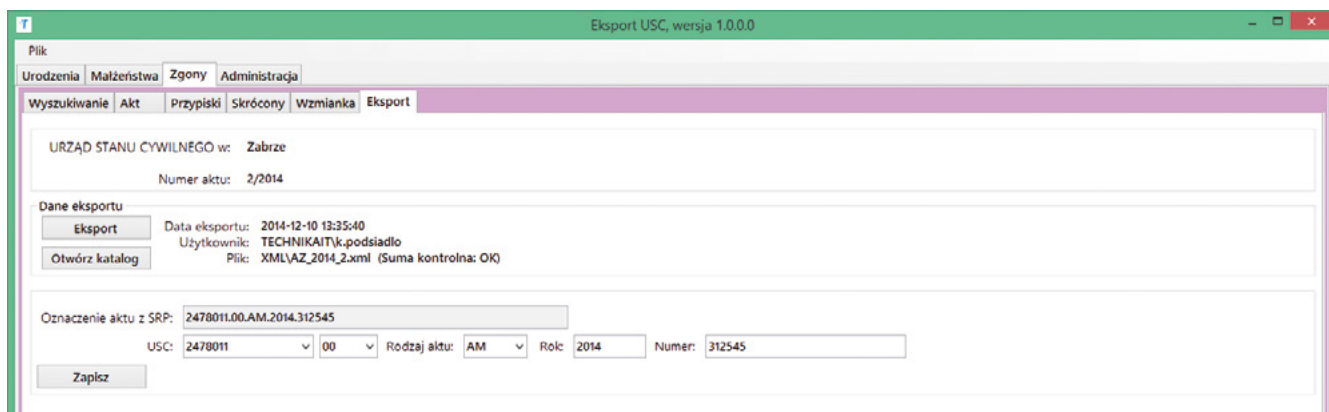 T Eksport USC, wersja 1.0.0.0
Plik
Urodzenia Małżeństwa Zgony Administracja
Wyszukiwanie Akt Przypiski Skrócony Wzmianka Eksport
URZĄD STANU CYWILNEGO w: Zabrze
Numer aktu: 2/2014
Dane eksportu
Eksport Data eksportu: 2014-12-10 13:35:40
Użytkownik: TECHNIKAIT\k.podsiadlo
Otwórz katalog Plik: XML\AZ_2014_2.xml (Suma kontrolna: OK)
Oznaczenie aktu z SRP: 2478011.00.AM.2014.312545
USC: 2478011 00 Rodzaj aktu: AM Rok: 2014 Numer: 312545
Zapisz